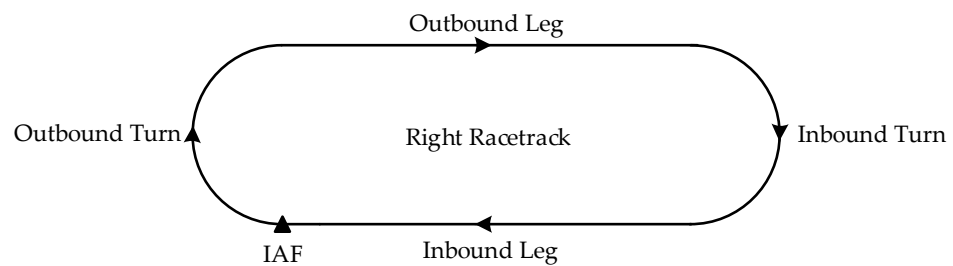 Outbound Leg
Outbound Turn
Right Racetrack
Inbound Turn
Inbound Leg
IAF